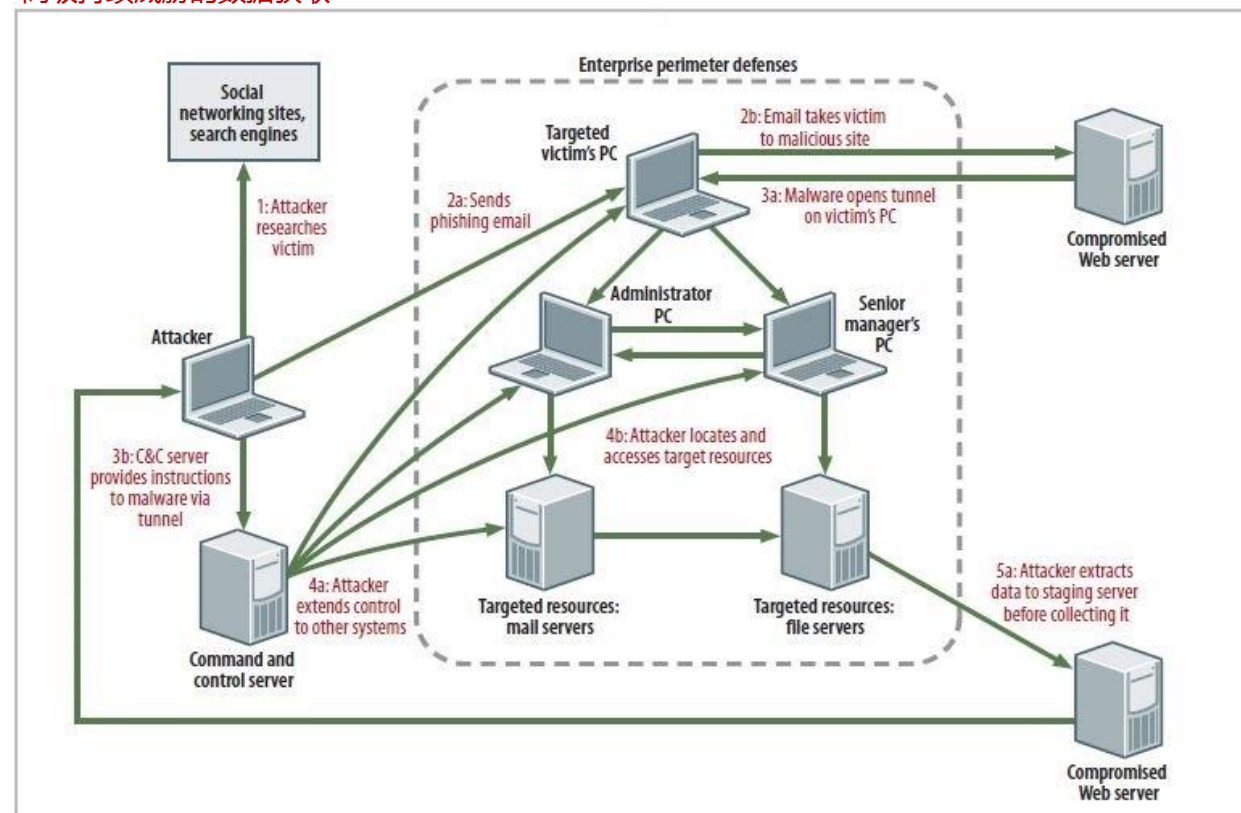 Enterprise perimeter defenses
Social
networking sites,
search engines
Targeted
victim's PC
2b: Email takes victim
to malicious site
3a: Malware opens tunnel
on victim's PC
Compromised
Web server
1: Attacker
researches
victim
2a: Sends
phishing email
Attacker
Administrator
PC
Senior
manager's
PC
3b: C&C server
provides instructions
to malware via
tunnel
4b: Attacker locates and
accesses target resources
4a: Attacker
extends control
to other systems
Command and
control server
Targeted resources:
mail servers
Targeted resources:
file servers
5a: Attacker extracts
data to staging server
before collecting it
Compromised
Web server